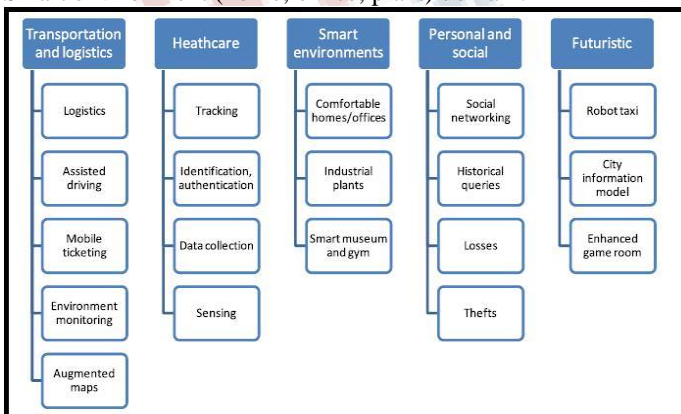 Transportation
and logistics
Logistics
Assisted
driving
Mobile
ticketing
Environment
monitoring
Augmented
maps
Heathcare
Tracking
Identification,
authentication
Data collection
Sensing
Smart
environments
Comfortable
homes/offices
Industrial
plants
Smart museum
and gym
Personal and
social
Social
networking
Historical
queries
Losses
Thefts
Futuristic
Robot taxi
City
information
model
Enhanced
game room